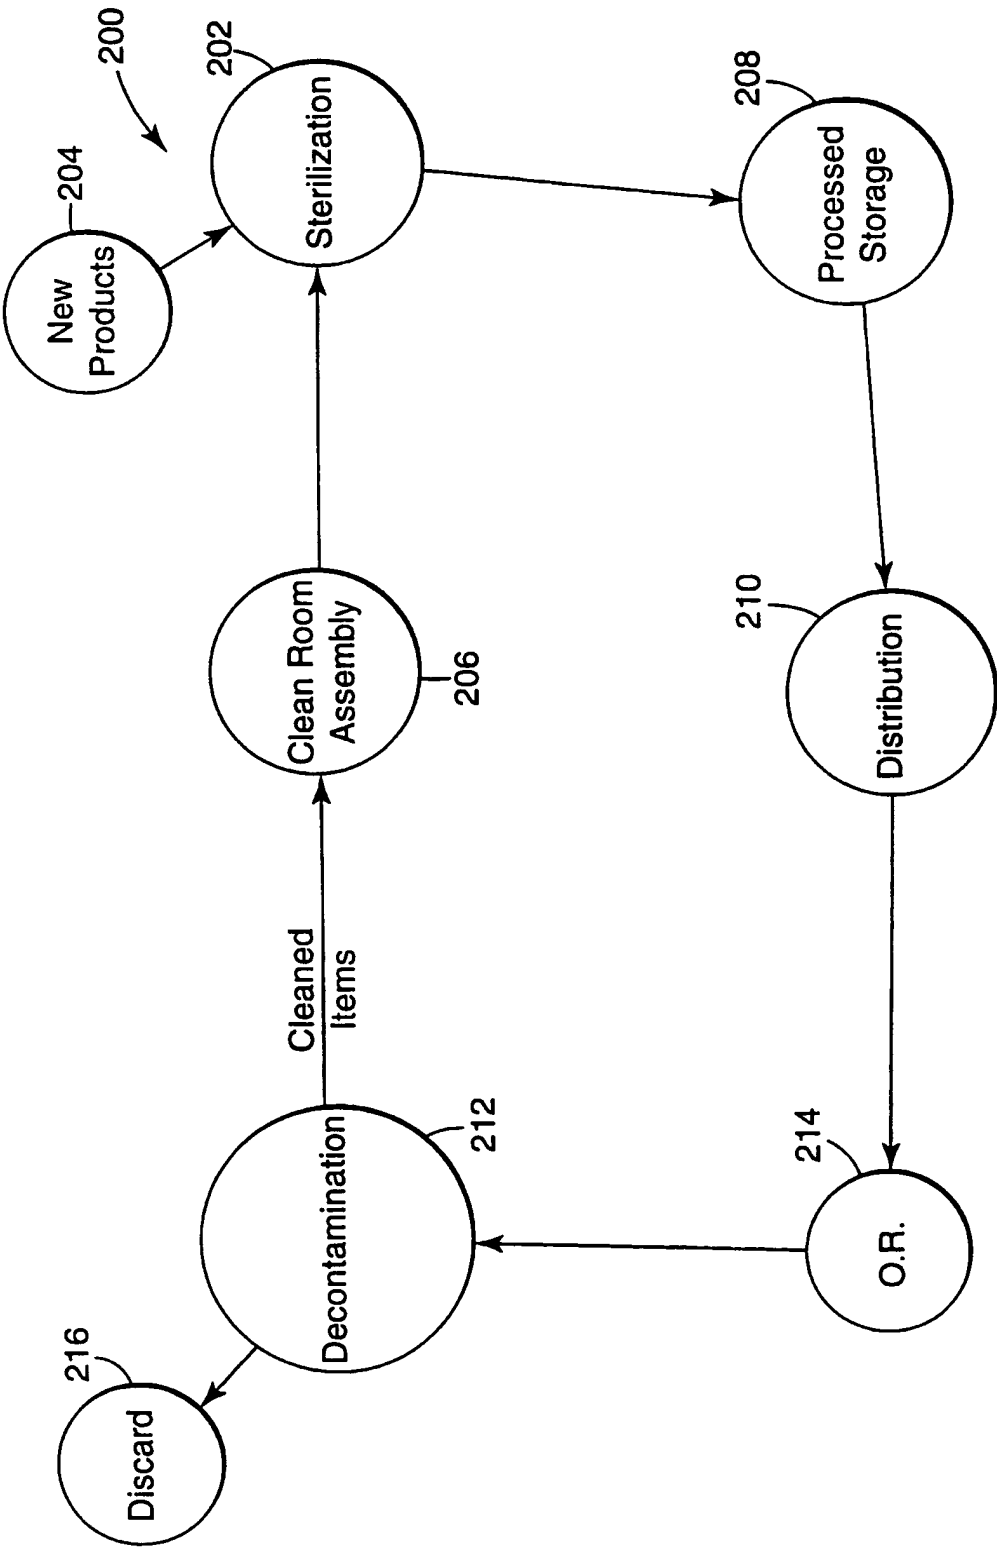 216
Discard
Decontamination
212
Cleaned
Items
Clean Room
Assembly
206
New
Products
204
200
202
Sterilization
214
O.R.
210
Distribution
208
Processed
Storage